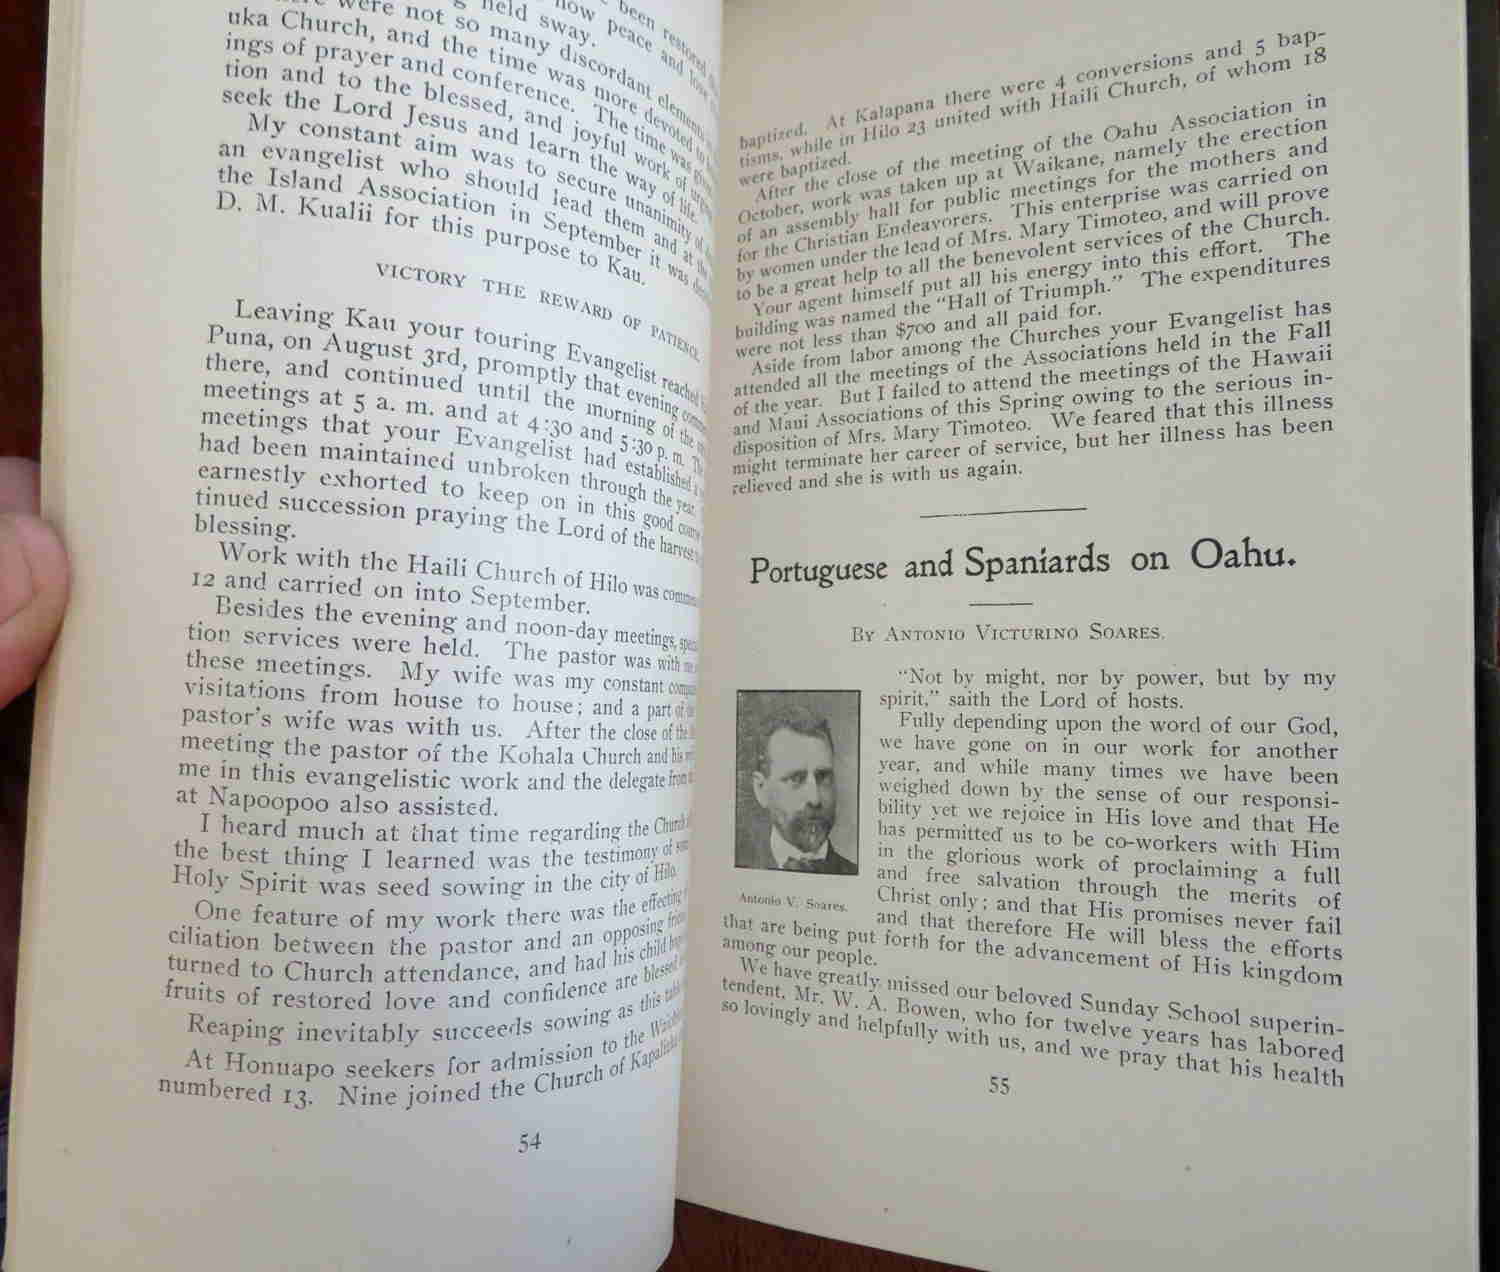 been restored
held sway. now peace and love
were not so many discordant elements
uka Church, and the time was more devoted to
ings of prayer and conference. The time was given
tion and to the blessed, and joyful work of
seek the Lord Jesus and learn the way of life.
My constant aim was to secure unanimity of
an evangelist who should lead them and at the
the Island Association in September it was
D. M. Kualii for this purpose to Kau.
VICTORY THE REWARD OF PATIENCE
Leaving Kau your touring Evangelist reached
Puna, on August 3rd, promptly that evening
there, and continued until the morning of the
meetings at 5 a. m. and at 4:30 and 5:30 p. m.
meetings that your Evangelist had established
had been maintained unbroken through the year.
earnestly exhorted to keep on in this good
tinued succession praying the Lord of the harvest
blessing.
Work with the Haili Church of Hilo was
12 and carried on into September.
Besides the evening and noon-day meetings,
tion services were held. The pastor was with
these meetings. My wife was my constant
visitations from house to house; and a part of
pastor's wife was with us. After the close of the
meeting the pastor of the Kohala Church and his
me in this evangelistic work and the delegate from
at Napoopoo also assisted.
I heard much at that time regarding the Church
the best thing I learned was the testimony of
Holy Spirit was seed sowing in the city of Hilo.
One feature of my work there was the effecting
ciliation between the pastor and an opposing
turned to Church attendance, and had his child
fruits of restored love and confidence are blessed
Reaping inevitably succeeds sowing as this
At Honuapo seekers for admission to the
numbered 13. Nine joined the Church of
54
baptized. At Kalapana there were 4 conversions and 5 bap-
tisms, while in Hilo 23 united with Haili Church, of whom 18
were baptized.
After the close of the meeting of the Oahu Association in
October, work was taken up at Waikane, namely the erection
of an assembly hall for public meetings for the mothers and
for the Christian Endeavorers. This enterprise was carried on
by women under the lead of Mrs. Mary Timoteo, and will prove
to be a great help to all the benevolent services of the Church.
Your agent himself put all his energy into this effort. The
building was named the "Hall of Triumph." The expenditures
were not less than $700 and all paid for.
Aside from labor among the Churches your Evangelist has
attended all the meetings of the Associations held in the Fall
of the year. But I failed to attend the meetings of the Hawaii
and Maui Associations of this Spring owing to the serious in-
disposition of Mrs. Mary Timoteo. We feared that this illness
might terminate her career of service, but her illness has been
relieved and she is with us again.
Portuguese and Spaniards on Oahu.
BY ANTONIO VICTURINO SOARES.
"Not by might, nor by power, but by my
spirit," saith the Lord of hosts.
Fully depending upon the word of our God,
we have gone on in our work for another
year, and while many times we have been
weighed down by the sense of our responsi-
bility yet we rejoice in His love and that He
has permitted us to be co-workers with Him
in the glorious work of proclaiming a full
and free salvation through the merits of
Christ only; and that His promises never fail
and that therefore He will bless the efforts
Antonio V. Soares.
that are being put forth for the advancement of His kingdom
among our people.
We have greatly missed our beloved Sunday School superin-
tendent, Mr. W. A. Bowen, who for twelve years has labored
so lovingly and helpfully with us, and we pray that his health
55